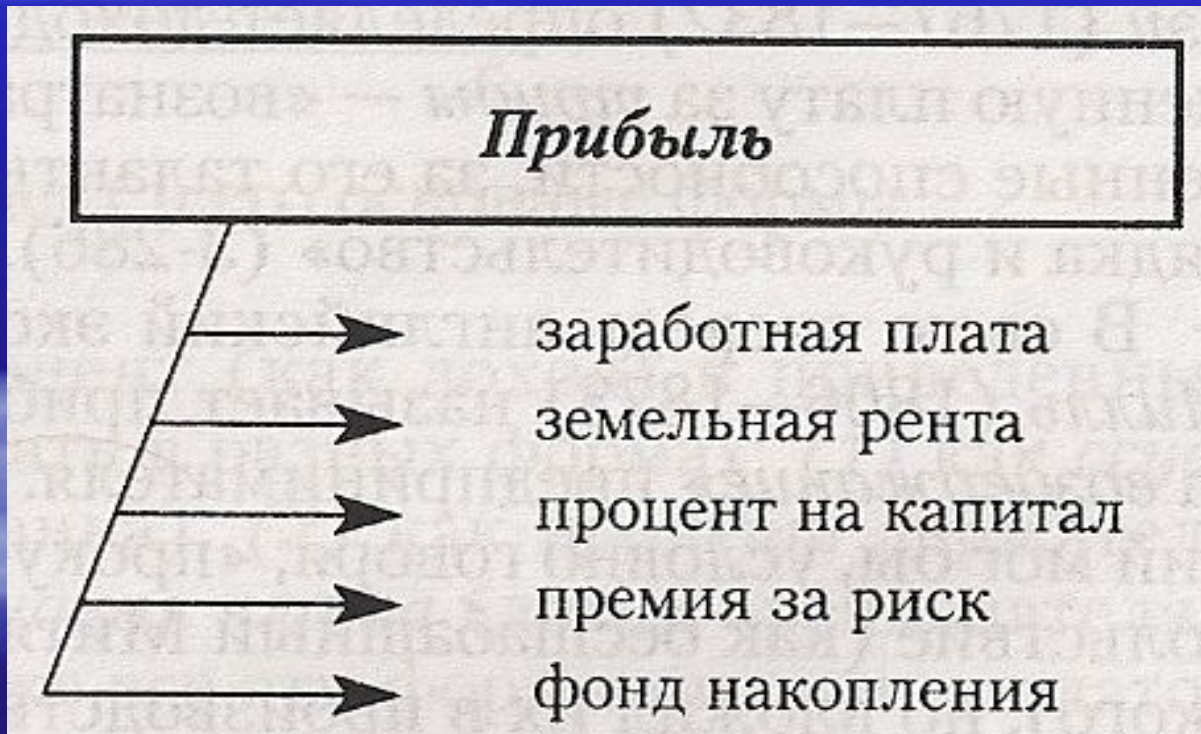 Прибыль
заработная плата
земельная рента
процент на капитал
премия за риск
фонд накопления